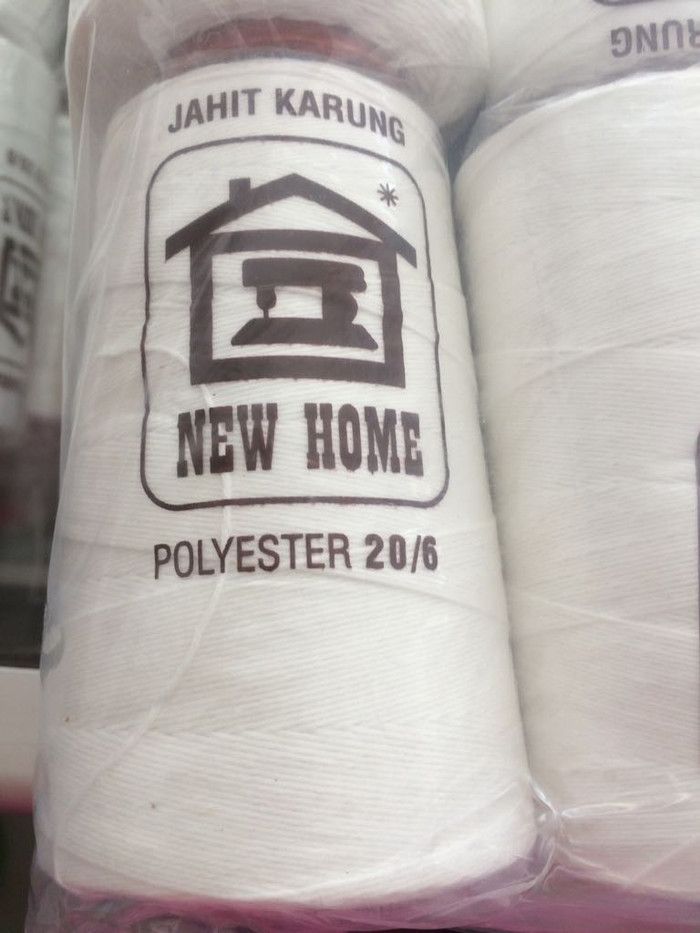 JAHIT KARUNG
*
NEW HOME
POLYESTER 20/6